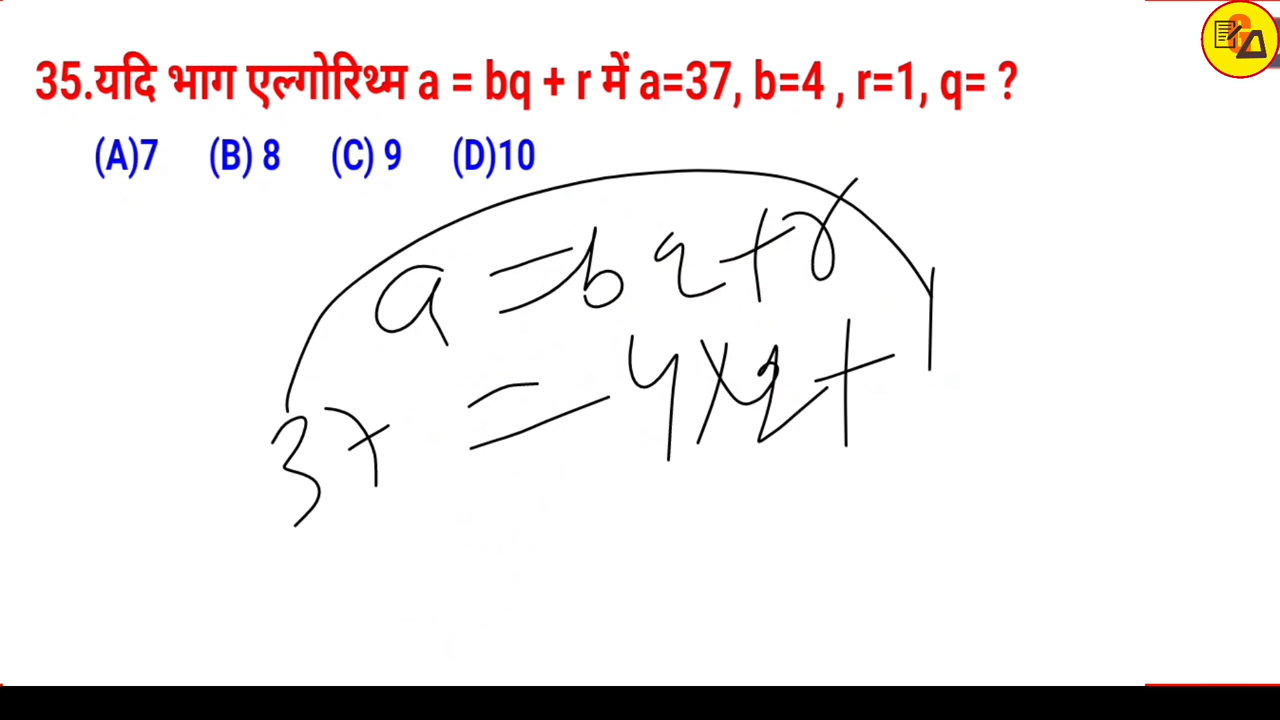 35.यदि भाग एल्गोरिथ्म a = bq + r में a=37, b=4 , r=1, q= ?
(A)7 (B) 8 (C) 9 (D)10
a = bq + r
37 = 4×q + 1